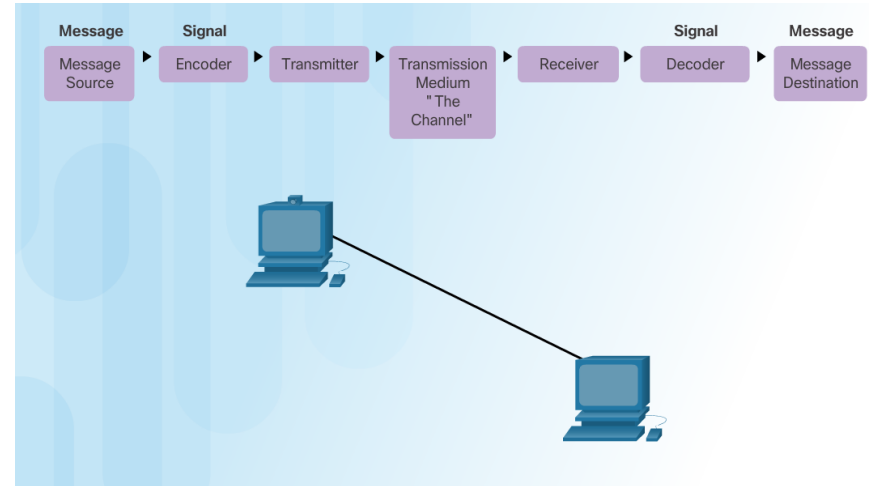 Message
Signal
Signal
Message
Message
Source
Encoder
Transmitter
Transmission
Medium
" The
Channel"
Receiver
Decoder
Message
Destination